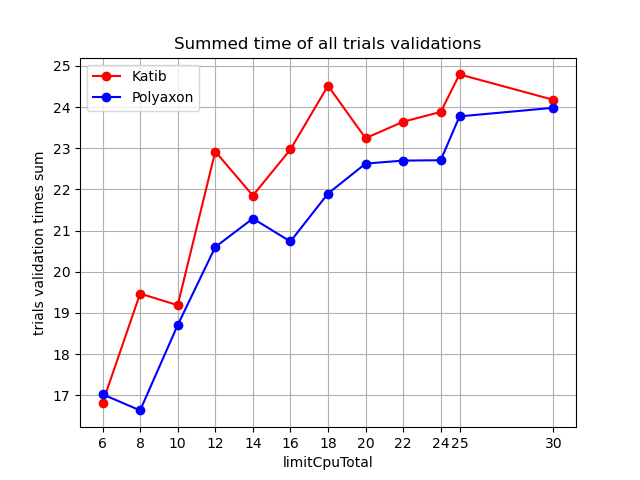 Summed time of all trials validations
Katib
Polyaxon
trials validation times sum
25
24
23
22
21
20
19
18
17
6 8 10 12 14 16 18 20 22 24 25 30
limitCpuTotal